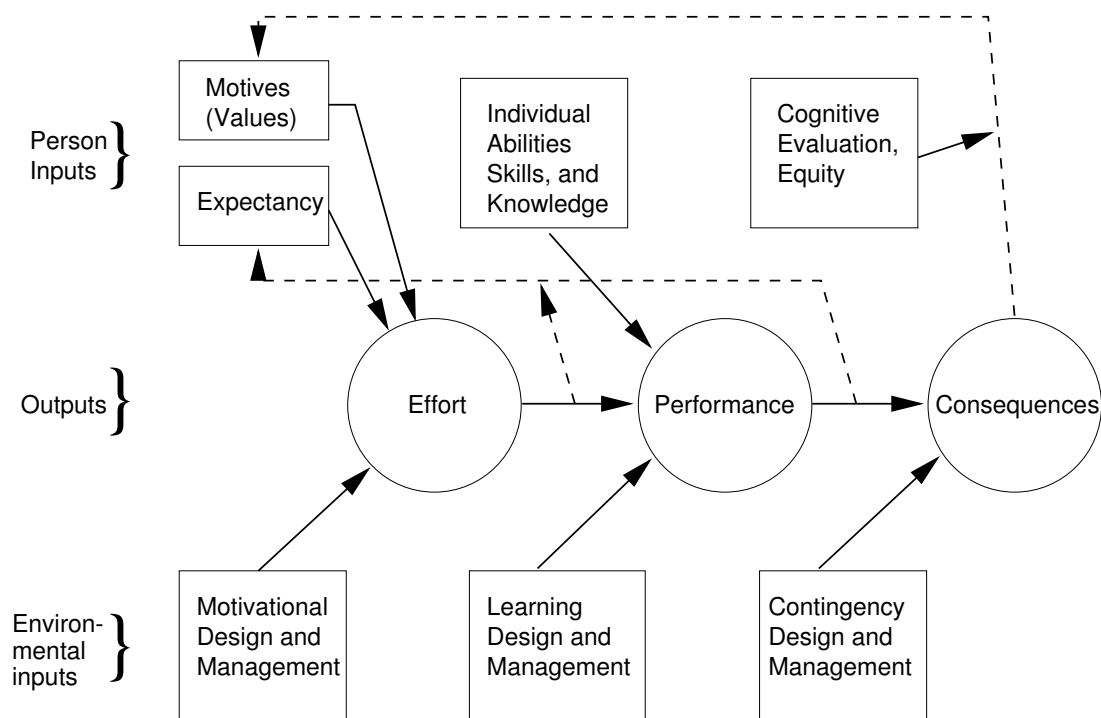 Person
Inputs
Motives
(Values)
Expectancy
Individual
Abilities
Skills, and
Knowledge
Cognitive
Evaluation,
Equity
Outputs
Effort
Performance
Consequences
Environ-
mental
inputs
Motivational
Design and
Management
Learning
Design and
Management
Contingency
Design and
Management